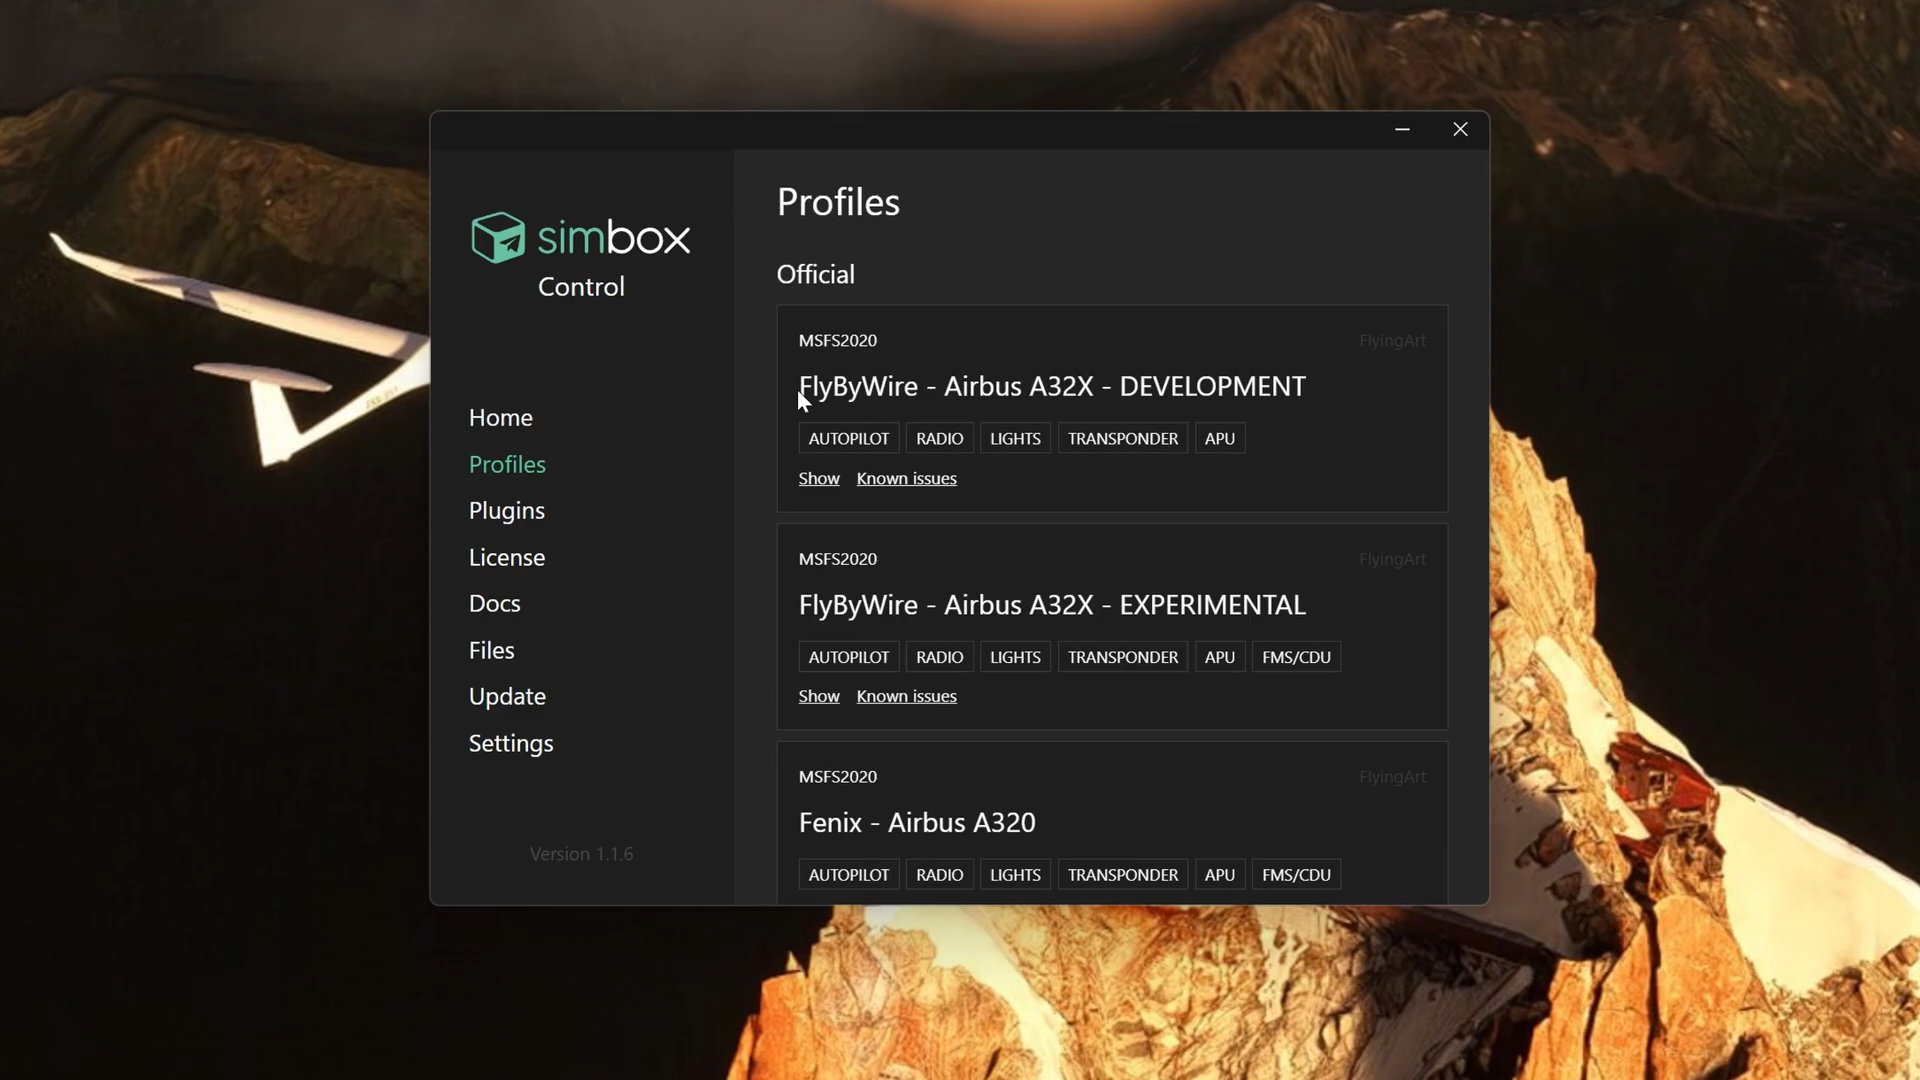 simbox
Control
Home
Profiles
Plugins
License
Docs
Files
Update
Settings
Version 1.1.6
Profiles
Official
MSFS2020 FlyingArt
FlyByWire - Airbus A32X - DEVELOPMENT
AUTOPILOT RADIO LIGHTS TRANSPONDER APU
Show Known issues
MSFS2020 FlyingArt
FlyByWire - Airbus A32X - EXPERIMENTAL
AUTOPILOT RADIO LIGHTS TRANSPONDER APU FMS/CDU
Show Known issues
MSFS2020 FlyingArt
Fenix - Airbus A320
AUTOPILOT RADIO LIGHTS TRANSPONDER APU FMS/CDU